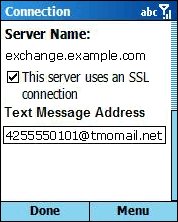 Connection abc
Server Name:
exchange.example.com
This server uses an SSL
connection
Text Message Address
4255550101@tmomail.net
Done Menu